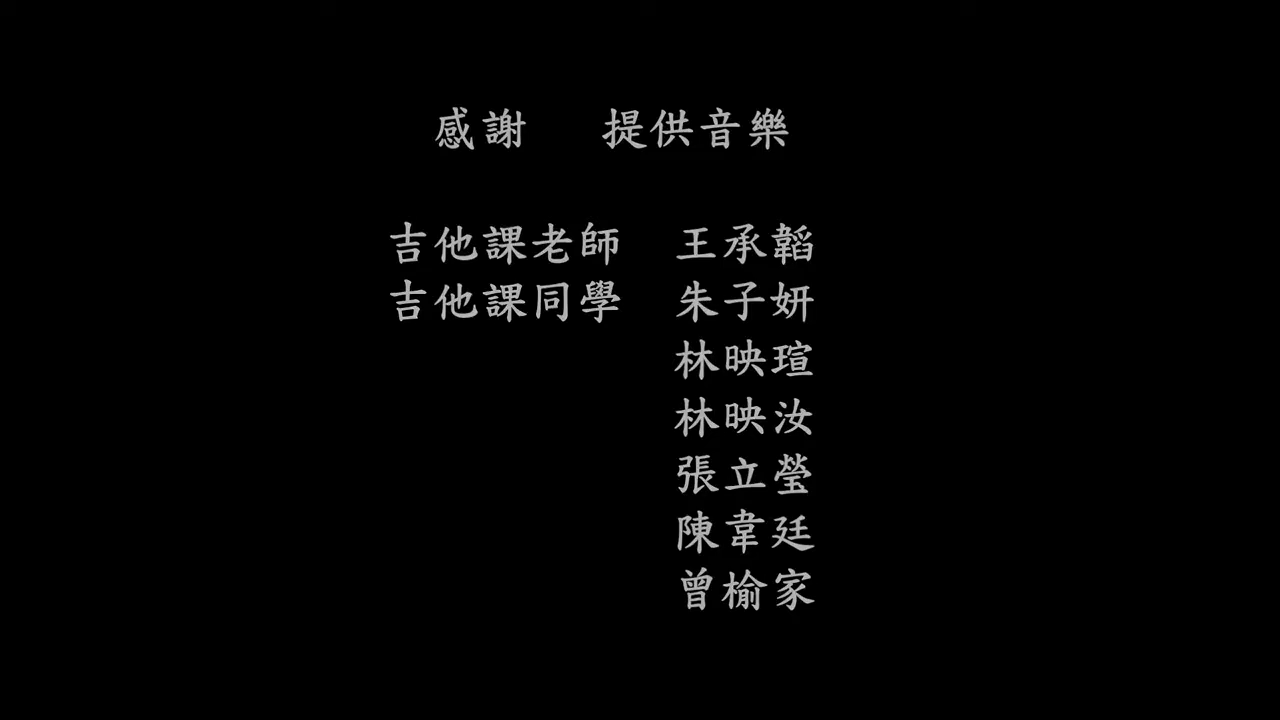 感謝　提供音樂
吉他課老師　王承韜
吉他課同學　朱子妍
林映瑄
林映汝
張立瑩
陳韋廷
曾榆家